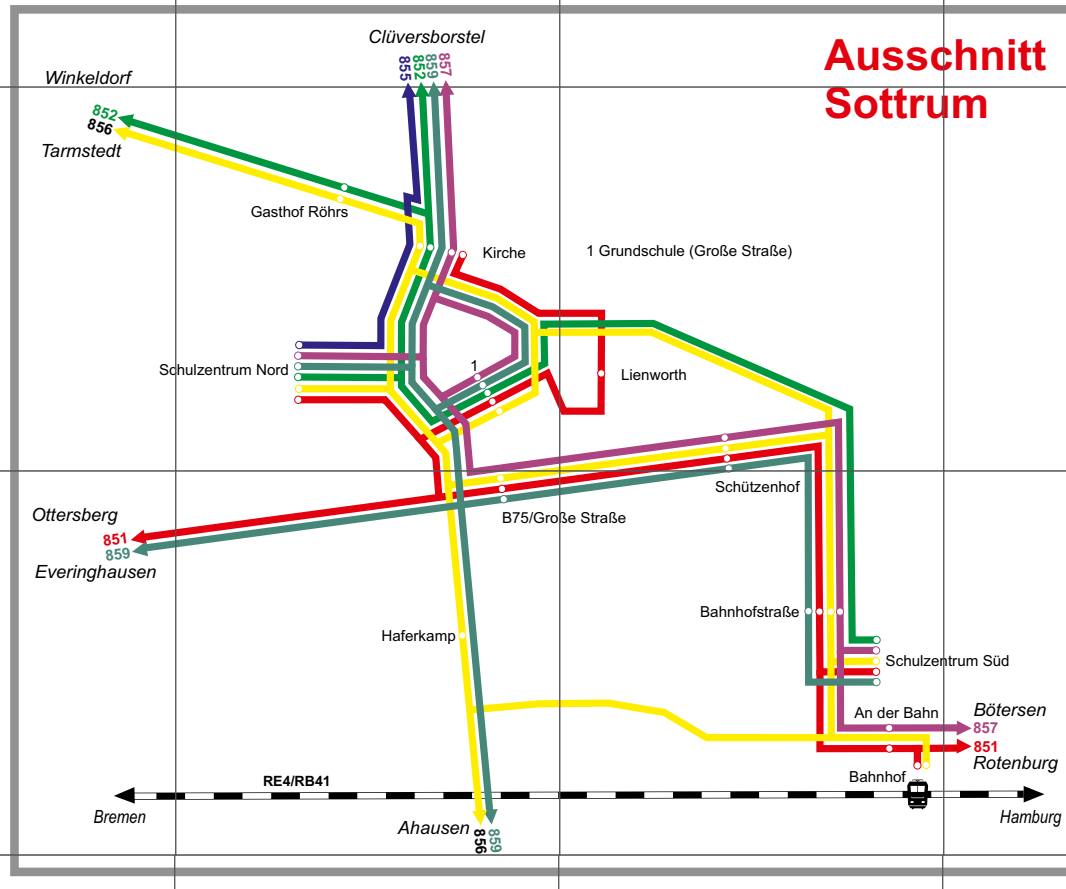 Ausschnitt
Sottrum
Clüversborstel
855
852
859
857
Winkeldorf
852
856
Tarmstedt
Gasthof Röhrs
Kirche
1 Grundschule (Große Straße)
Schulzentrum Nord
1
Lienworth
Schützenhof
Ottersberg
851
859
Everinghausen
B75/Große Straße
Haferkamp
Bahnhofstraße
Schulzentrum Süd
An der Bahn
Bötersen
857
851
Rotenburg
Bahnhof
RE4/RB41
Bremen
Hamburg
Ahausen
856
859